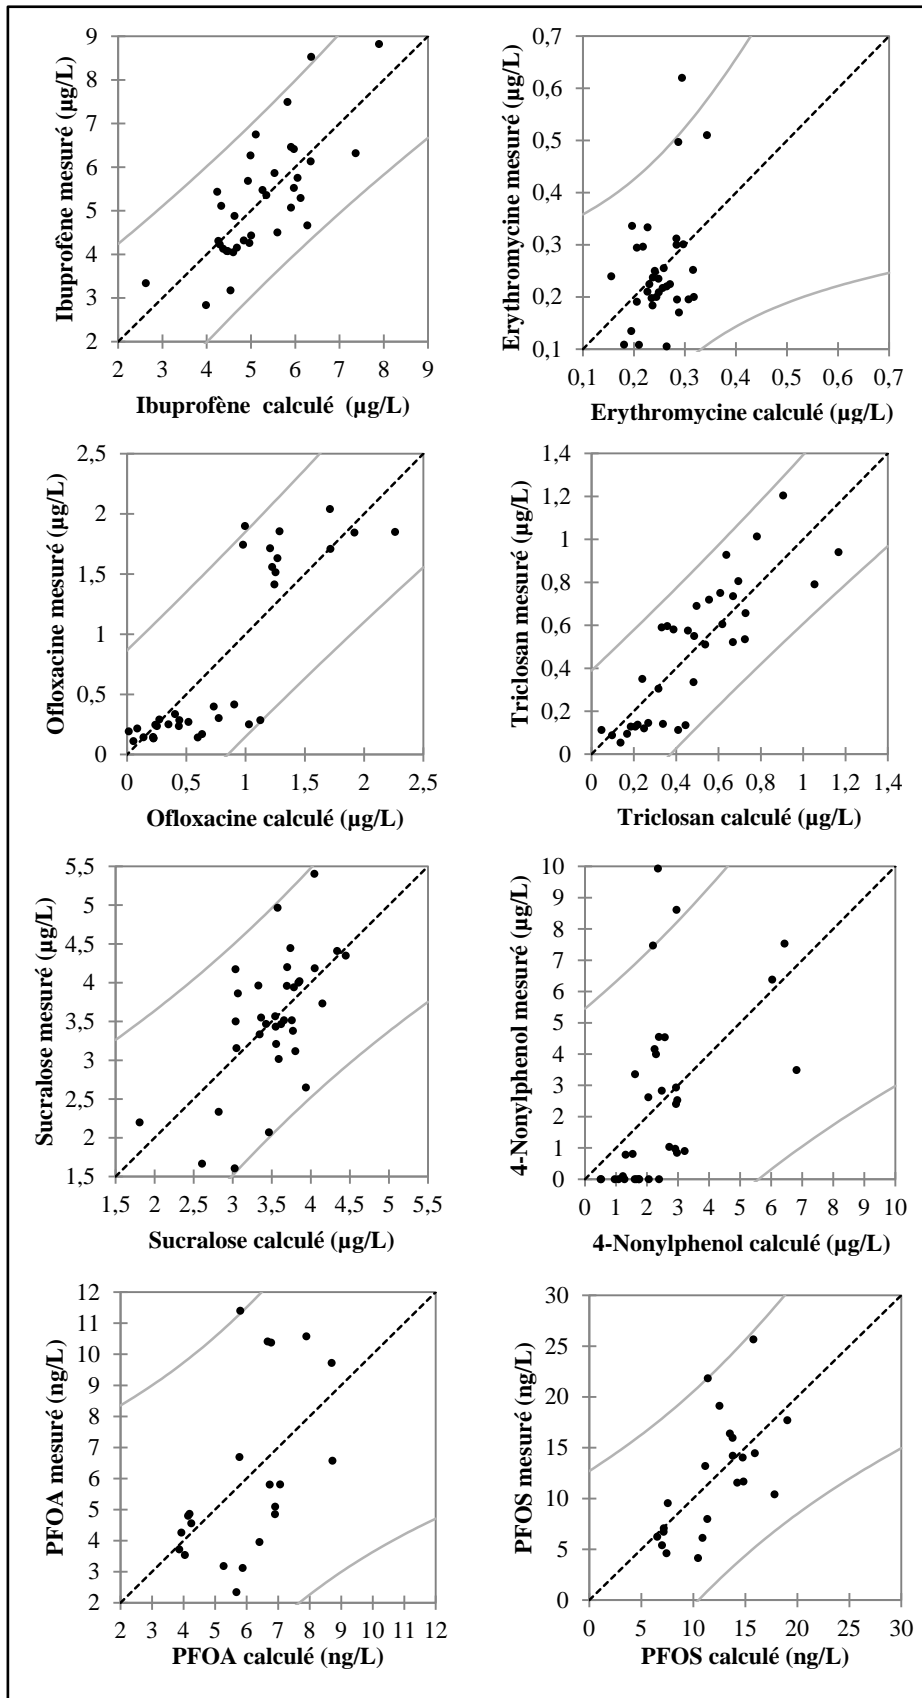 9
8
7
6
5
4
3
2
2 3 4 5 6 7 8 9
Ibuprofène mesuré (µg/L)
Ibuprofène calculé (µg/L)
0,7
0,6
0,5
0,4
0,3
0,2
0,1
0,1 0,2 0,3 0,4 0,5 0,6 0,7
Erythromycine mesuré (µg/L)
Erythromycine calculé (µg/L)
2,5
2
1,5
1
0,5
0
0 0,5 1 1,5 2 2,5
Ofloxacine mesuré (µg/L)
Ofloxacine calculé (µg/L)
1,4
1,2
1
0,8
0,6
0,4
0,2
0
0 0,2 0,4 0,6 0,8 1 1,2 1,4
Triclosan mesuré (µg/L)
Triclosan calculé (µg/L)
5,5
5
4,5
4
3,5
3
2,5
2
1,5
1,5 2 2,5 3 3,5 4 4,5 5 5,5
Sucralose mesuré (µg/L)
Sucralose calculé (µg/L)
10
9
8
7
6
5
4
3
2
1
0
0 1 2 3 4 5 6 7 8 9 10
4-Nonylphenol mesuré (µg/L)
4-Nonylphenol calculé (µg/L)
12
11
10
9
8
7
6
5
4
3
2
2 3 4 5 6 7 8 9 10 11 12
PFOA mesuré (ng/L)
PFOA calculé (ng/L)
30
25
20
15
10
5
0
0 5 10 15 20 25 30
PFOS mesuré (ng/L)
PFOS calculé (ng/L)